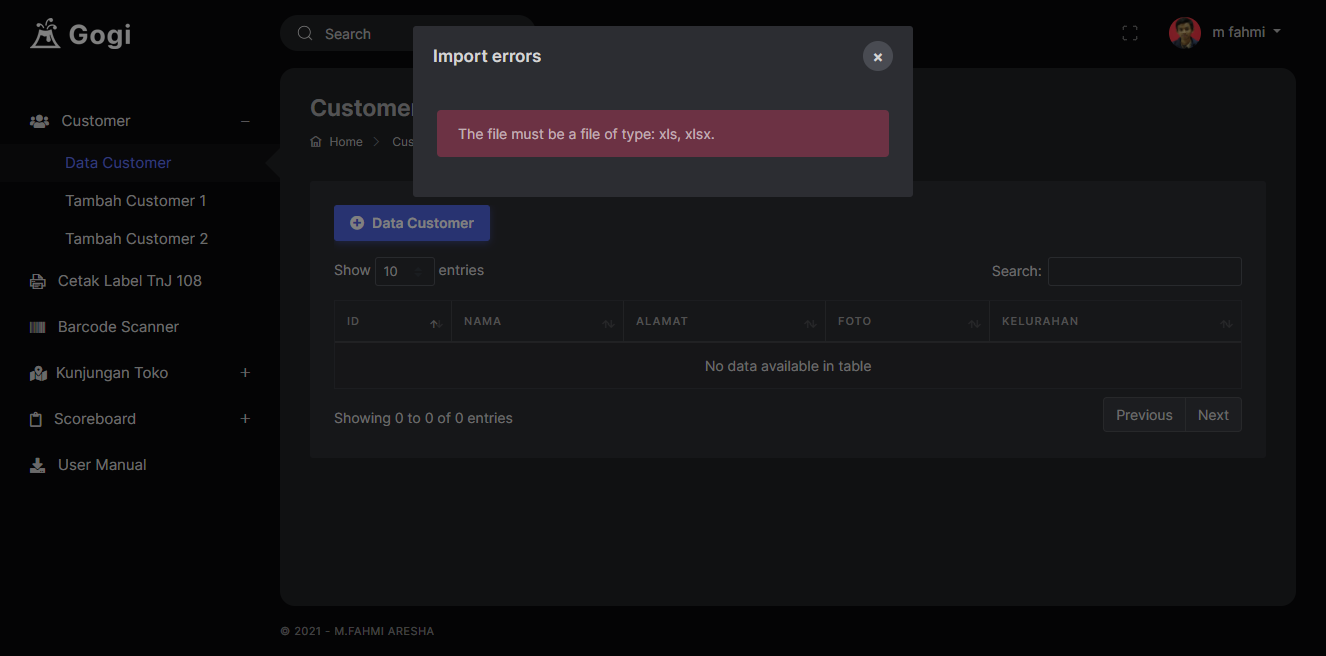 Gogi
Search
m fahmi
Import errors
×
Customer
The file must be a file of type: xls, xlsx.
Home > Cus
Customer −
Data Customer
Tambah Customer 1
Tambah Customer 2
Cetak Label TnJ 108
Barcode Scanner
Kunjungan Toko +
Scoreboard +
User Manual
Data Customer
Show 10 entries
Search:
ID NAMA ALAMAT FOTO KELURAHAN
No data available in table
Showing 0 to 0 of 0 entries
Previous Next
© 2021 - M.FAHMI ARESHA